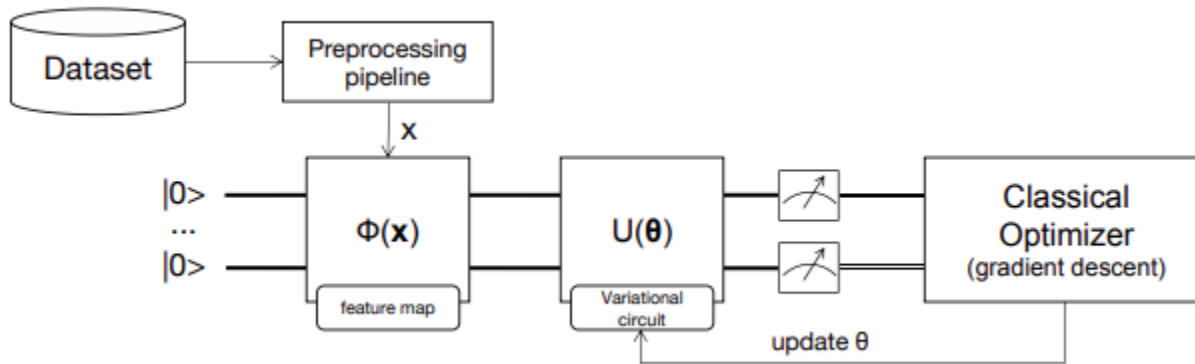 Dataset
Preprocessing
pipeline
x
|0>
...
|0>
Φ(x)
feature map
U(θ)
Variational
circuit
Classical
Optimizer
(gradient descent)
update θ